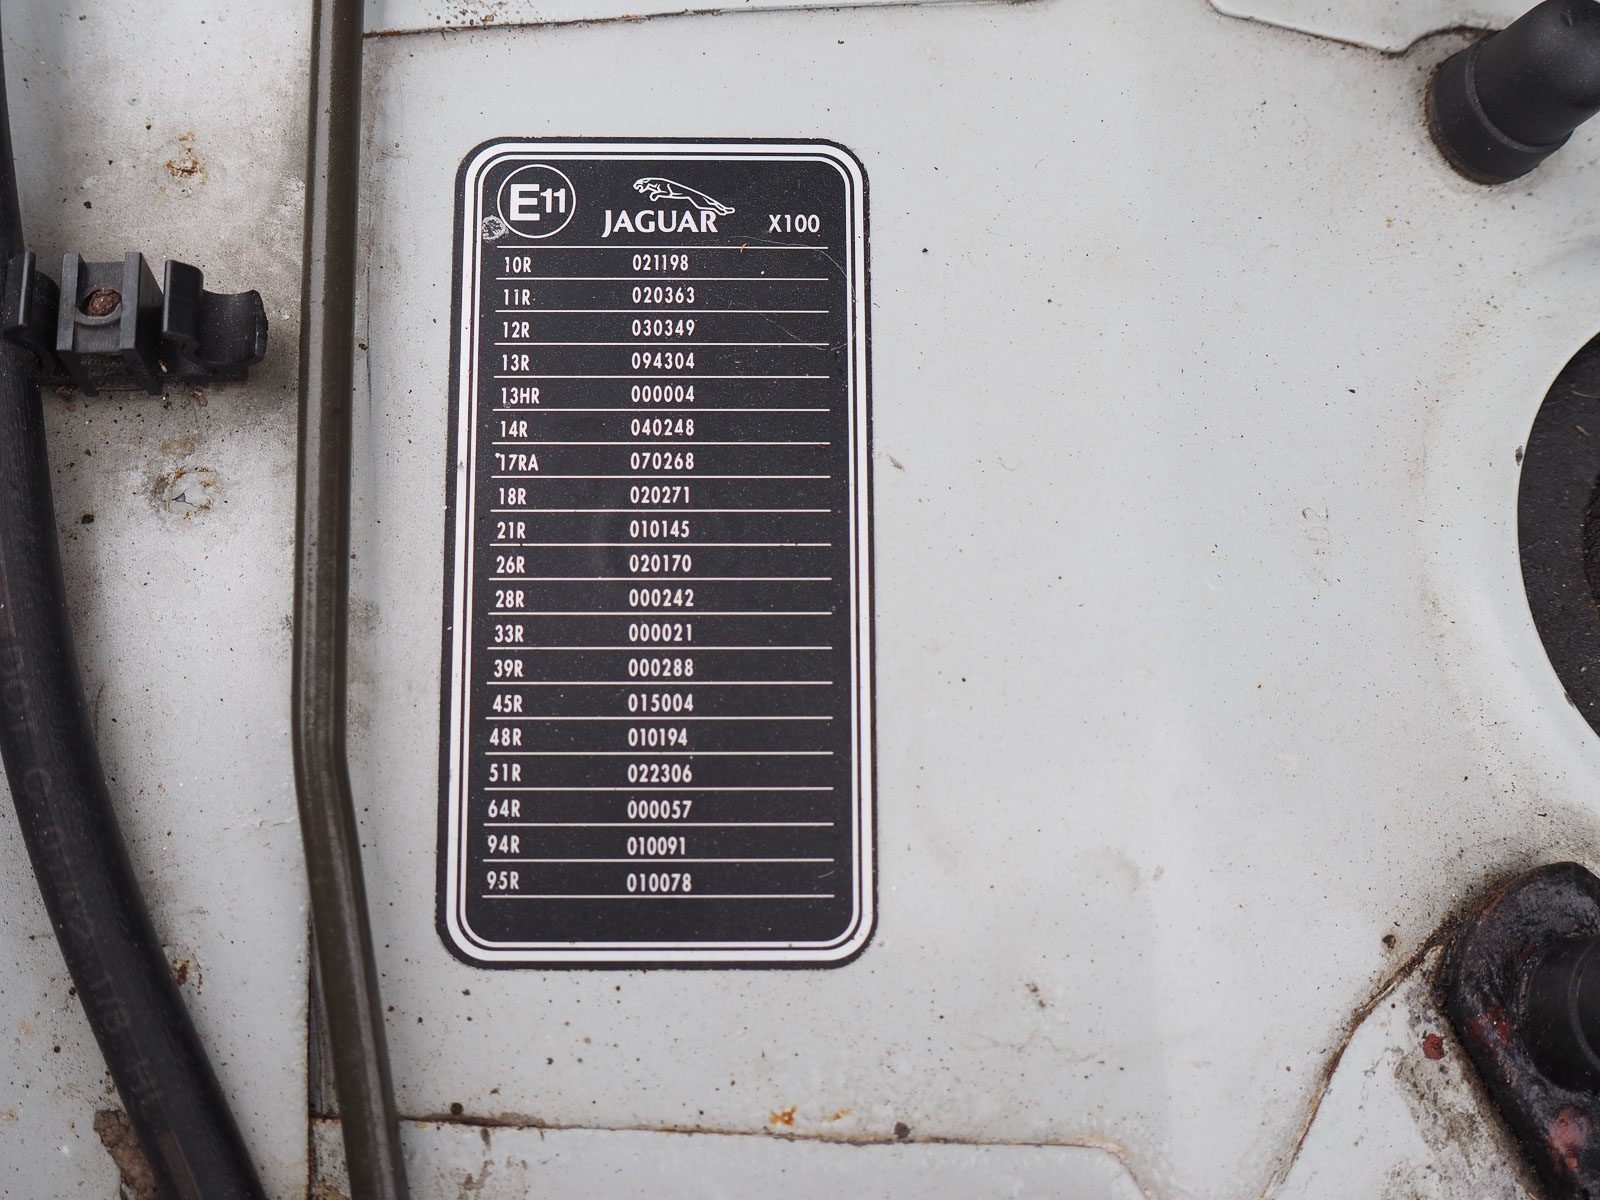 E11
JAGUAR X100
10R 021198
11R 020363
12R 030349
13R 094304
13HR 000004
14R 040248
17RA 070268
18R 020271
21R 010145
26R 020170
28R 000242
33R 000021
39R 000288
45R 015004
48R 010194
51R 022306
64R 000057
94R 010091
95R 010078